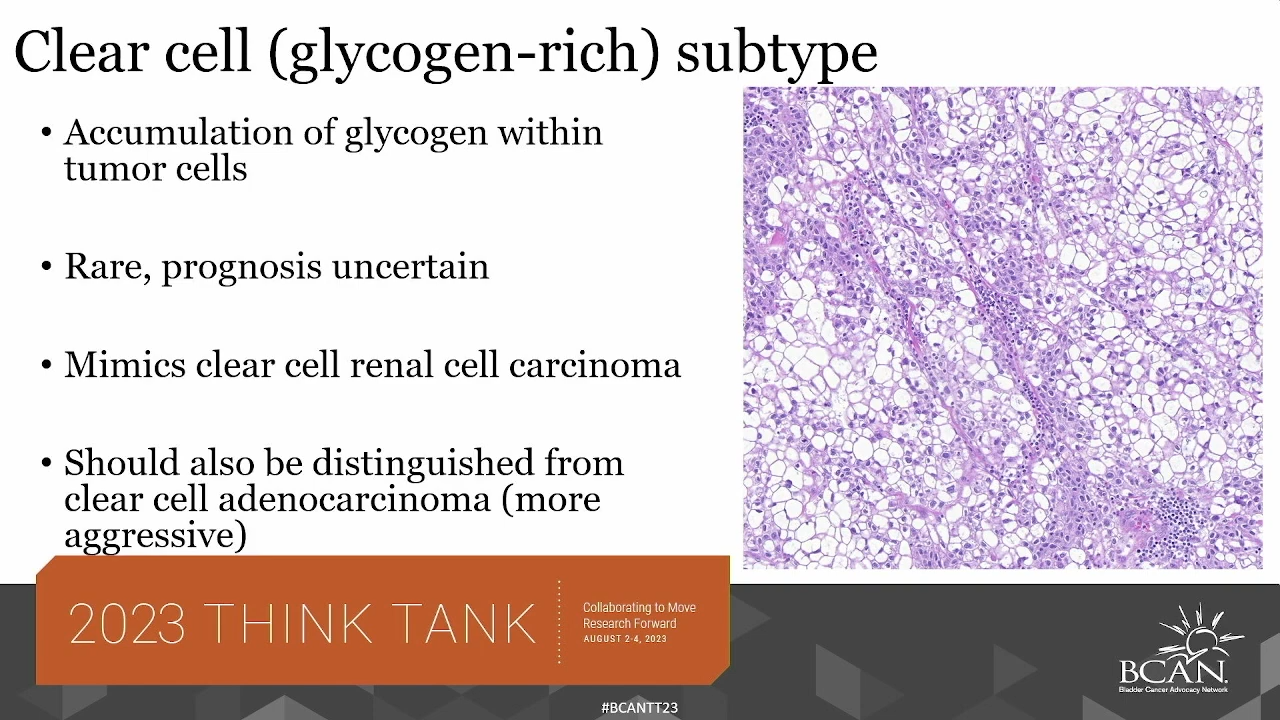 Clear cell (glycogen-rich) subtype
• Accumulation of glycogen within
tumor cells
• Rare, prognosis uncertain
• Mimics clear cell renal cell carcinoma
• Should also be distinguished from
clear cell adenocarcinoma (more
aggressive)
2023 THINK TANK
Collaborating to Move
Research Forward
AUGUST 2-4, 2023
BCAN.
Bladder Cancer Advocacy Network
#BCANTT23